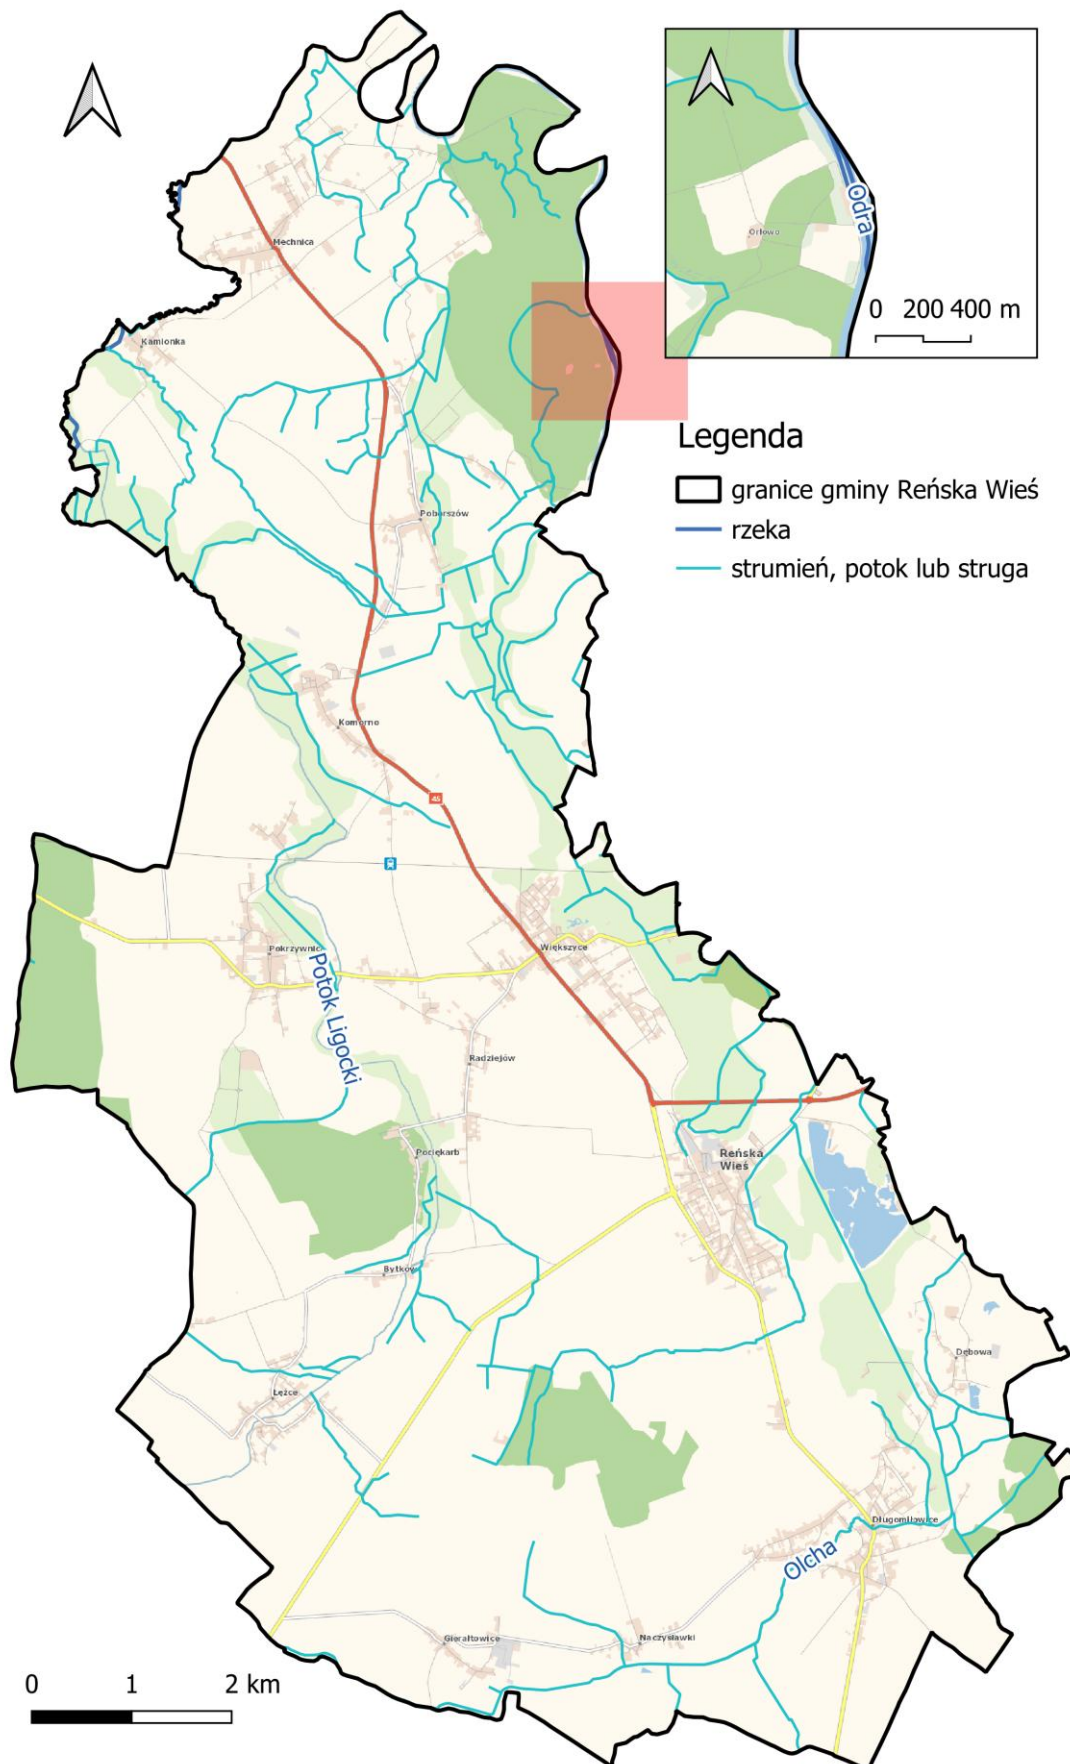 Orłowo
Odra
0 200 400 m
Legenda
granice gminy Reńska Wieś
rzeka
strumień, potok lub struga
Mechnica
Kamionka
Poborszów
Komorno
45
Pokrzywnic
Większyce
Potok Ligocki
Radziejów
Pociękarb
Reńska
Wieś
Bytków
Dębowa
Łężce
Długomiłowice
Olcha
Naczysławki
Gierałtowice
0 1 2 km